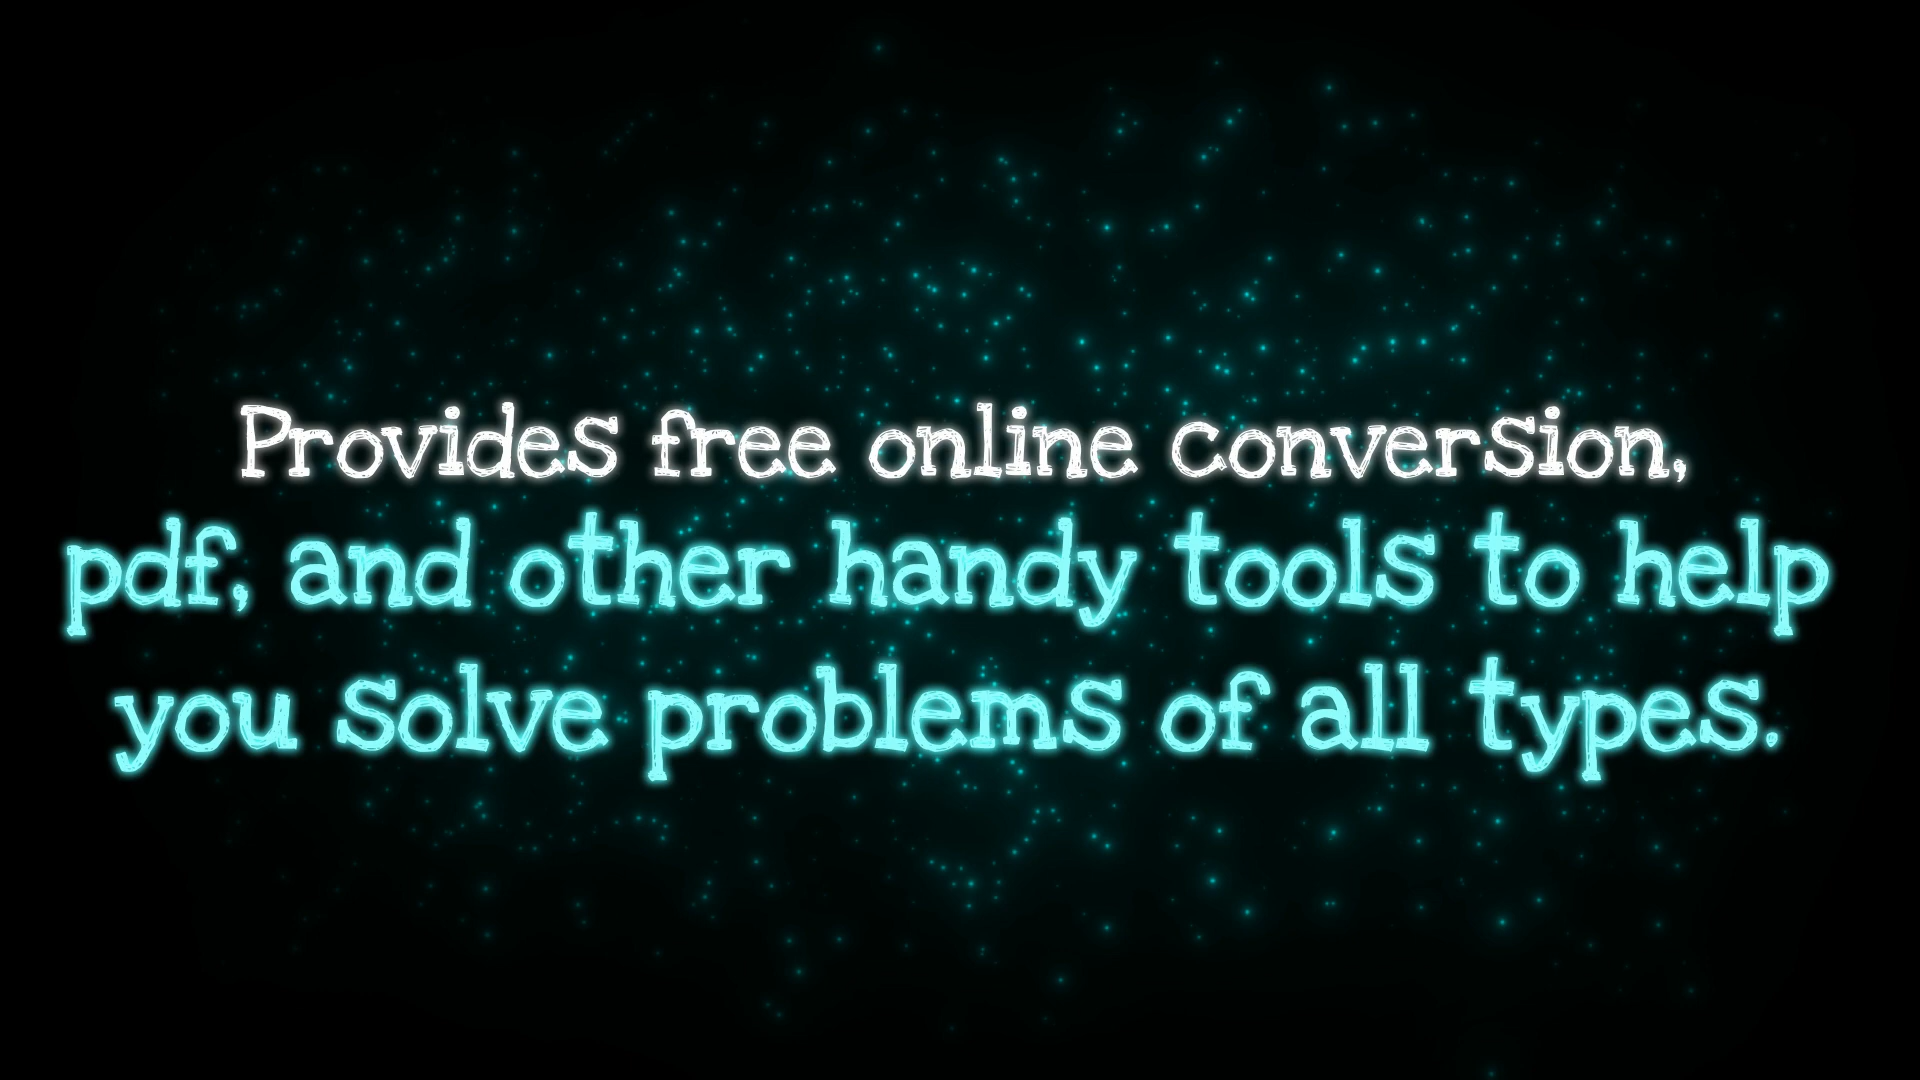 Provides free online conversion,
pdf, and other handy tools to help
you solve problems of all types.